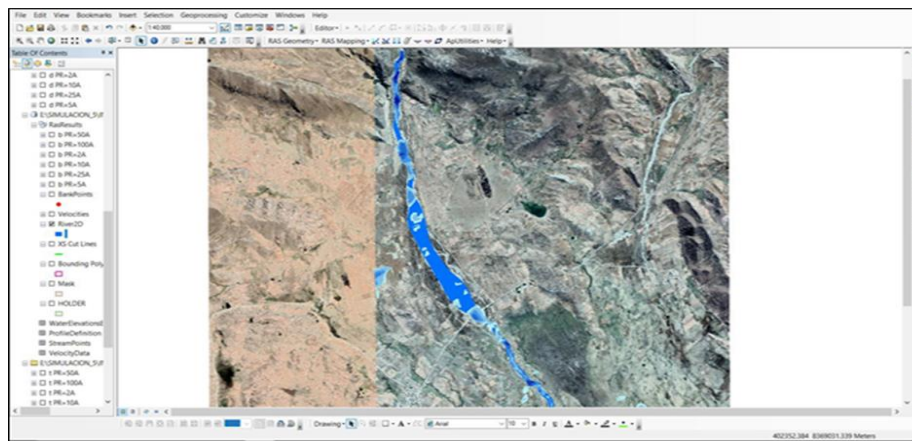 File Edit View Bookmarks Insert Selection Geoprocessing Customize Windows Help
1:40,000
Editor
RAS Geometry RAS Mapping ApUtilities Help
Table Of Contents
d PR=2A
d PR=10A
d PR=25A
d PR=5A
E:\SIMULACION_5\
RasResults
b PR=50A
b PR=100A
b PR=2A
b PR=10A
b PR=25A
b PR=5A
BankPoints
Velocities
River2D
XS Cut Lines
Bounding Poly
Mask
HOLDER
WaterElevations
ProfileDefinition
StreamPoints
VelocityData
E:\SIMULACION_5\
t PR=50A
t PR=100A
t PR=2A
t PR=10A
Drawing A Arial 10 B I U A
402352,384 8369031,339 Meters